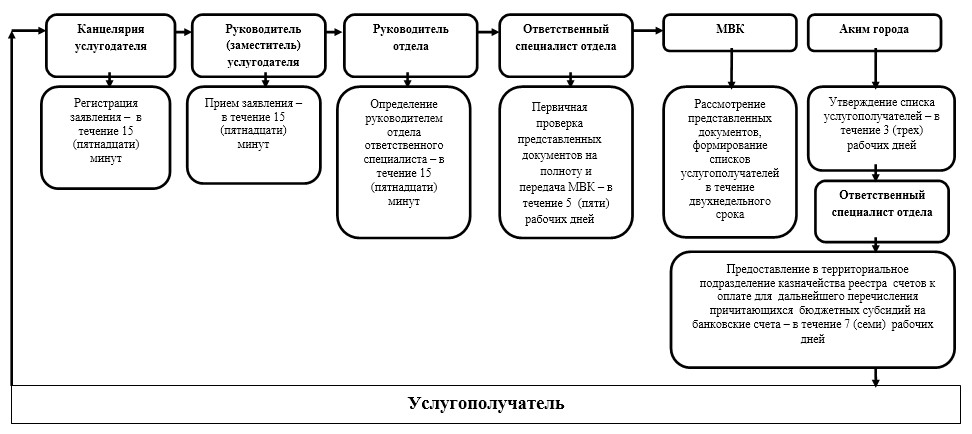 Канцелярия
услугодателя
Руководитель
(заместитель)
услугодателя
Руководитель
отдела
Ответственный
специалист отдела
МВК
Аким города
Регистрация
заявления – в
течение 15
(пятнадцати)
минут
Прием заявления –
в течение 15
(пятнадцати)
минут
Определение
руководителем
отдела
ответственного
специалиста – в
течение 15
(пятнадцати)
минут
Первичная
проверка
представленных
документов на
полноту и
передача МВК – в
течение 5 (пяти)
рабочих дней
Рассмотрение
представленных
документов,
формирование
списков
услугополучателей
в течение
двухнедельного
срока
Утверждение списка
услугополучателей – в
течение 3 (трех)
рабочих дней
Ответственный
специалист отдела
Предоставление в территориальное
подразделение казначейства реестра счетов к
оплате для дальнейшего перечисления
причитающихся бюджетных субсидий на
банковские счета – в течение 7 (семи) рабочих
дней
Услугополучатель